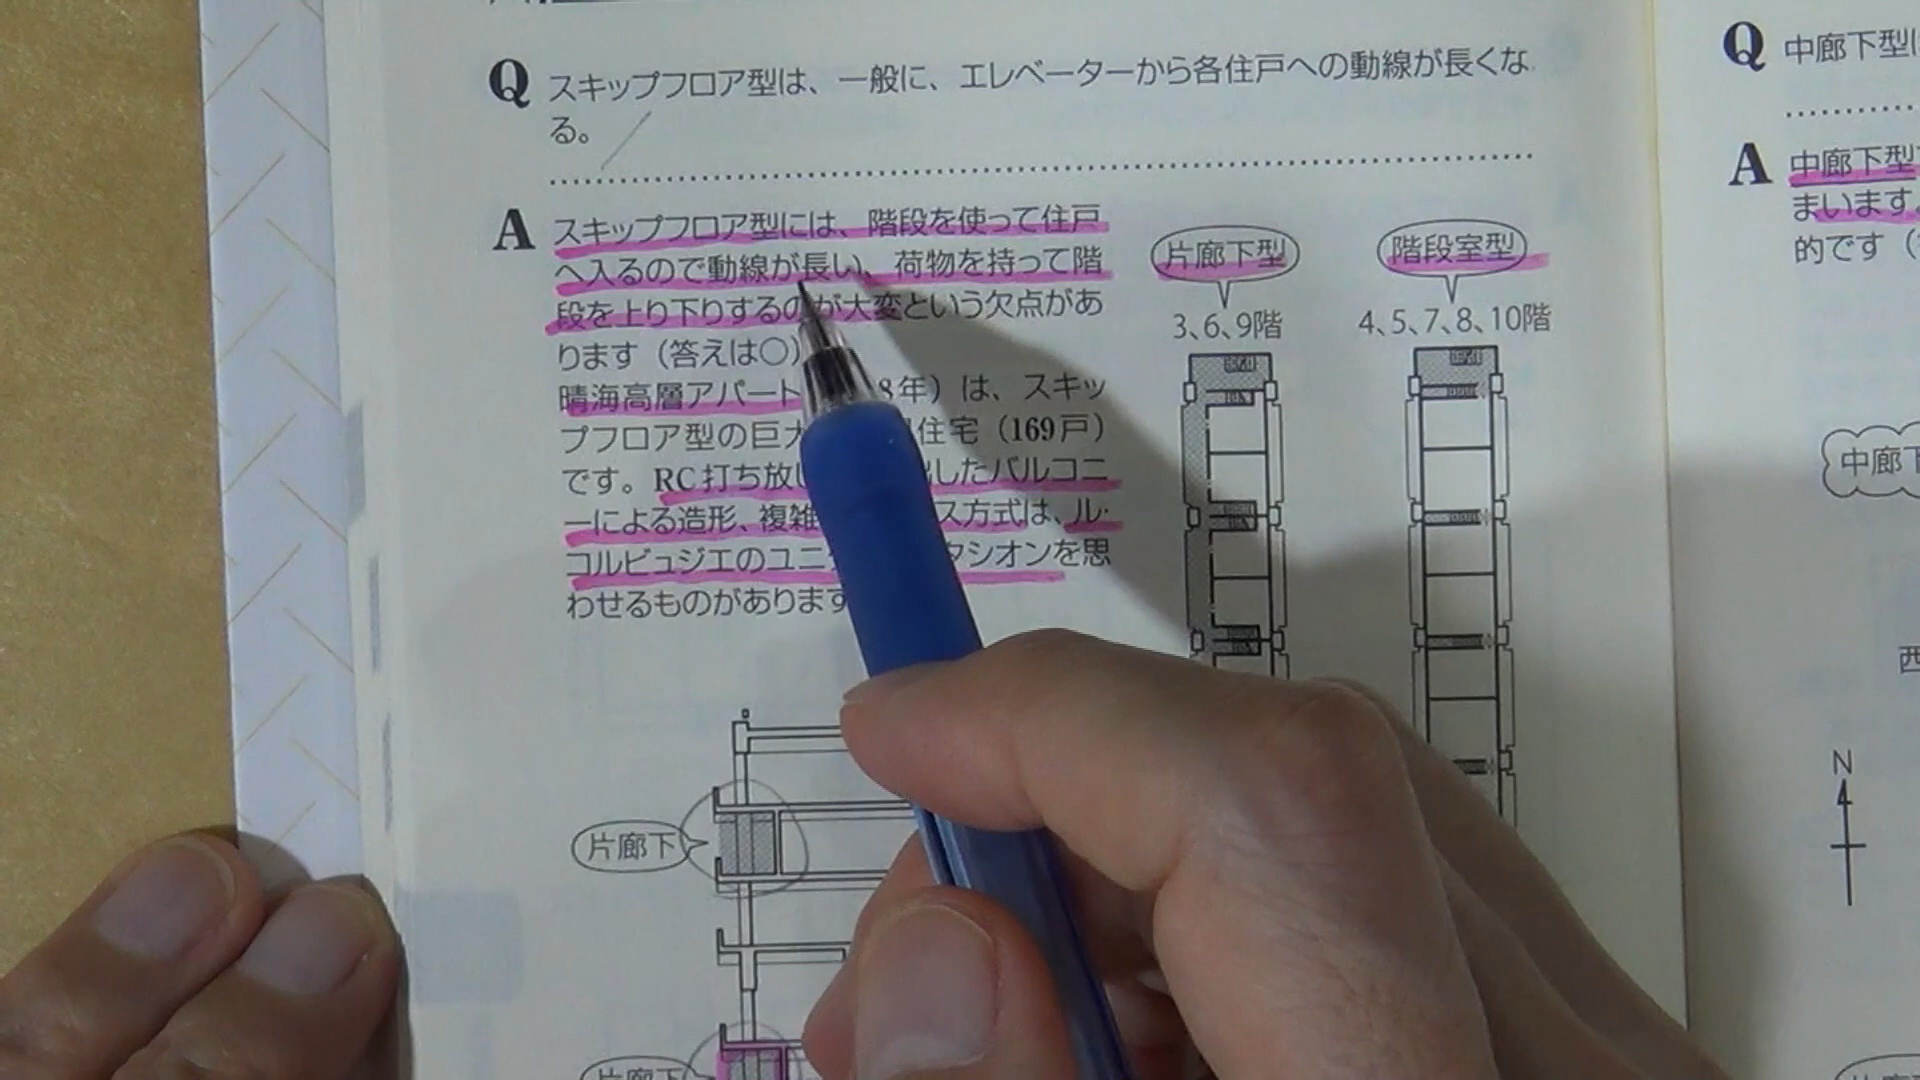 Q スキップフロア型は、一般に、エレベーターから各住戸への動線が長くな
る。
A スキップフロア型には、階段を使って住戸
へ入るので動線が長い、荷物を持って階
段を上り下りするのが大変という欠点があ
ります（答えは○）
晴海高層アパート 8年）は、スキッ
プフロア型の巨大 住宅（169戸）
です。RC打ち放し 出したバルコニ
ーによる造形、複雑 ス方式は、ル・
コルビュジエのユニ タシオンを思
わせるものがあります
片廊下型
3、6、9階
階段室型
4、5、7、8、10階
片廊下
片廊下
Q 中廊下型
A 中廊下型
まいます。
的です（
中廊下
西
N